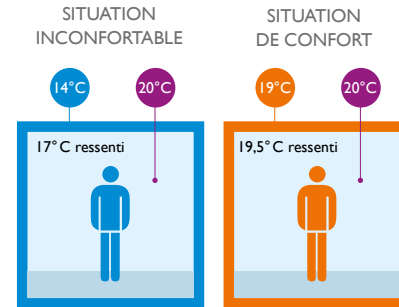 SITUATION
INCONFORTABLE
14°C
20°C
17°C ressenti
SITUATION
DE CONFORT
19°C
20°C
19,5°C ressenti